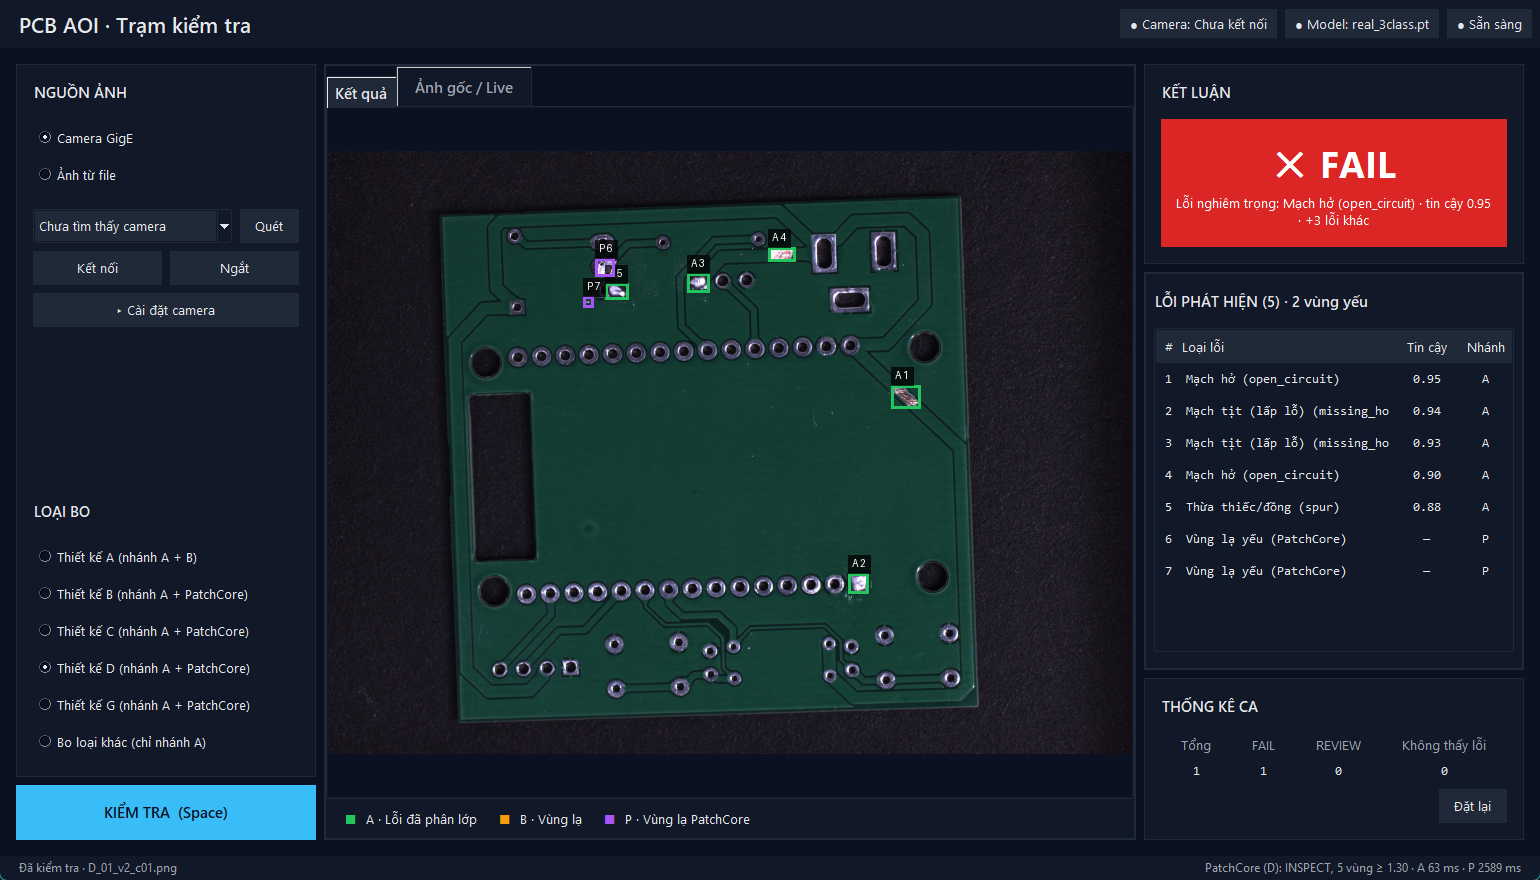 PCB AOI · Trạm kiểm tra
● Camera: Chưa kết nối
● Model: real_3class.pt
● Sẵn sàng
NGUỒN ẢNH
Camera GigE
Ảnh từ file
Chưa tìm thấy camera
Quét
Kết nối
Ngắt
▸ Cài đặt camera
LOẠI BO
Thiết kế A (nhánh A + B)
Thiết kế B (nhánh A + PatchCore)
Thiết kế C (nhánh A + PatchCore)
Thiết kế D (nhánh A + PatchCore)
Thiết kế G (nhánh A + PatchCore)
Bo loại khác (chỉ nhánh A)
KIỂM TRA (Space)
Kết quả
Ảnh gốc / Live
A4
P6
A3
5
P7
A1
A2
A · Lỗi đã phân lớp
B · Vùng lạ
P · Vùng lạ PatchCore
KẾT LUẬN
✕ FAIL
Lỗi nghiêm trọng: Mạch hở (open_circuit) · tin cậy 0.95
· +3 lỗi khác
LỖI PHÁT HIỆN (5) · 2 vùng yếu
# Loại lỗi Tin cậy Nhánh
1 Mạch hở (open_circuit) 0.95 A
2 Mạch tịt (lấp lỗ) (missing_ho 0.94 A
3 Mạch tịt (lấp lỗ) (missing_ho 0.93 A
4 Mạch hở (open_circuit) 0.90 A
5 Thừa thiếc/đồng (spur) 0.88 A
6 Vùng lạ yếu (PatchCore) — P
7 Vùng lạ yếu (PatchCore) — P
THỐNG KÊ CA
Tổng FAIL REVIEW Không thấy lỗi
1 1 0 0
Đặt lại
Đã kiểm tra · D_01_v2_c01.png
PatchCore (D): INSPECT, 5 vùng ≥ 1.30 · A 63 ms · P 2589 ms